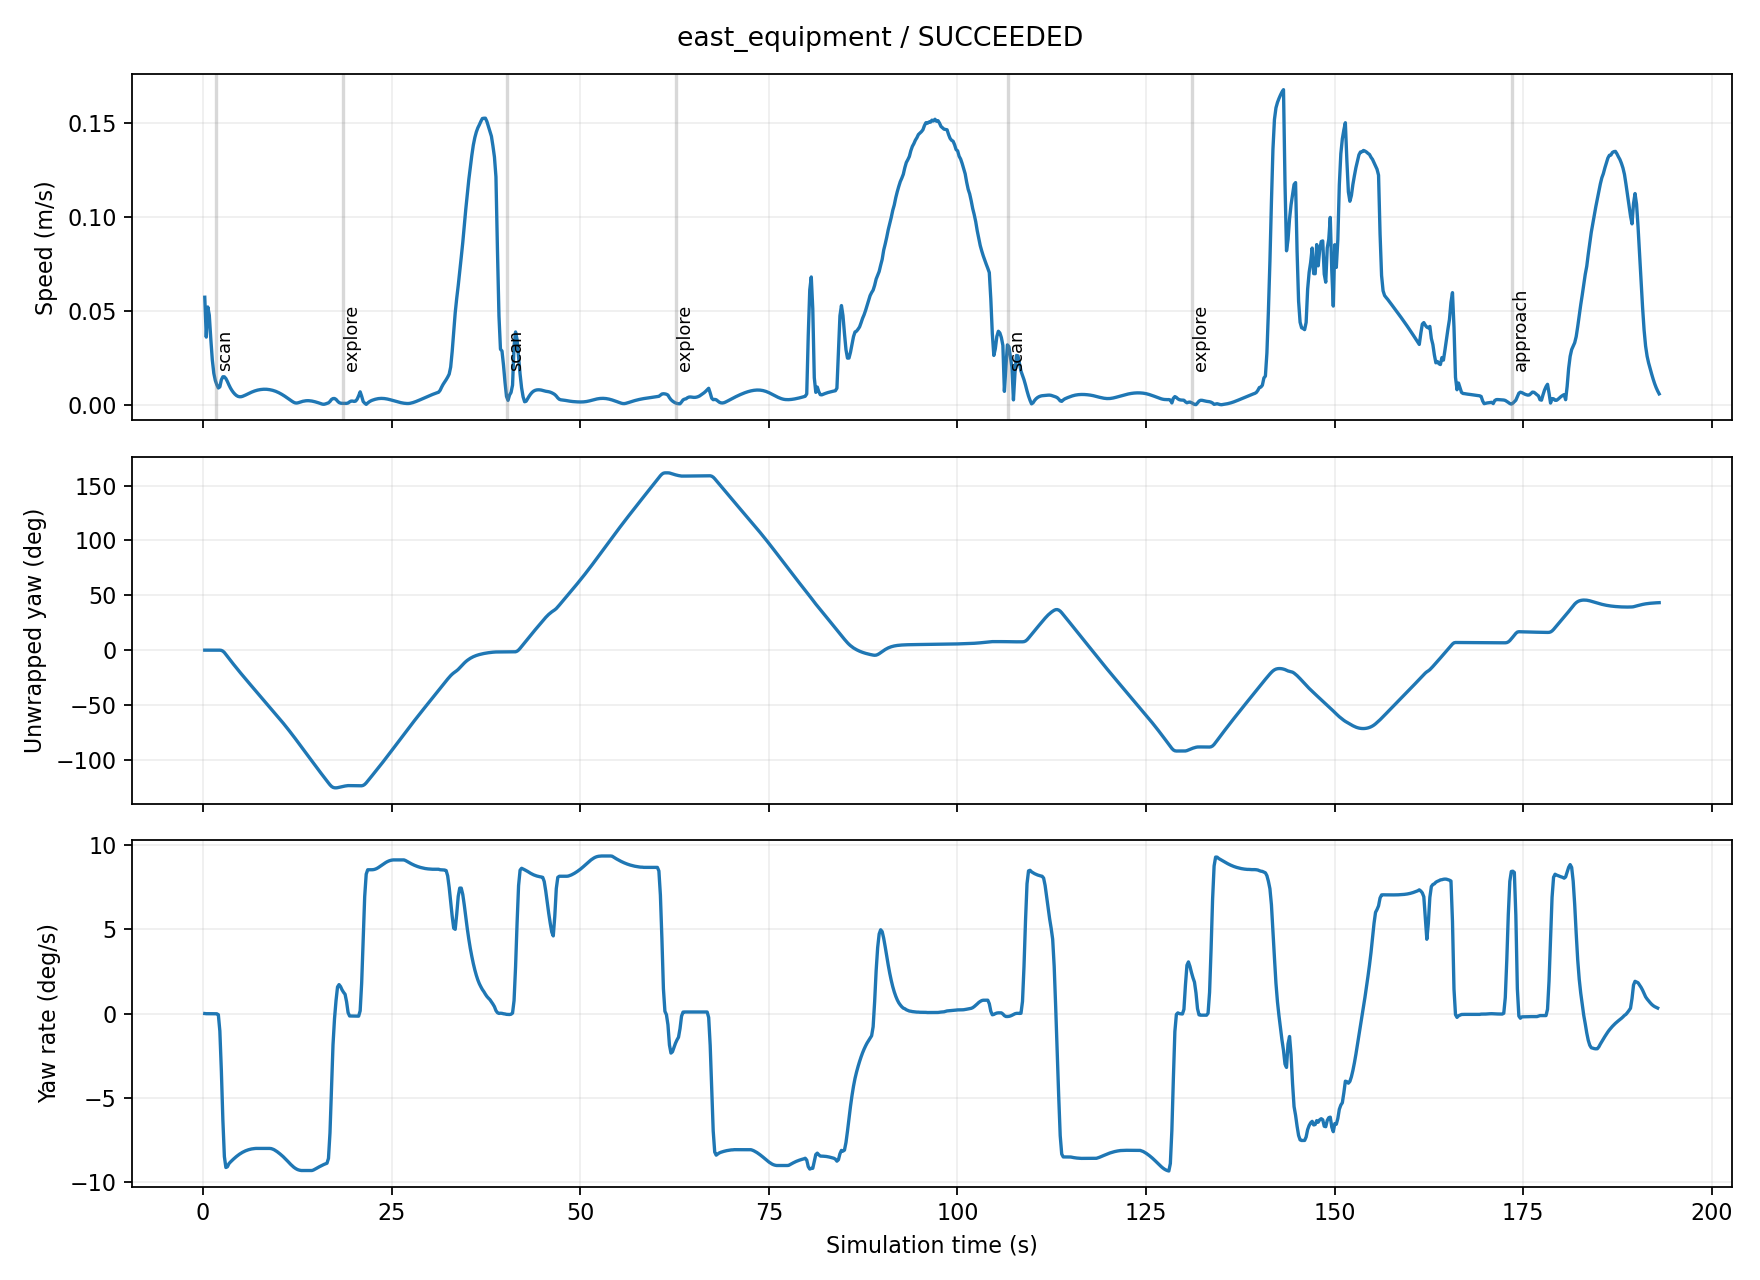 east_equipment / SUCCEEDED
Speed (m/s)
0.15
0.10
0.05
0.00
scan
explore
scan
explore
scan
explore
approach
Unwrapped yaw (deg)
150
100
50
0
−50
−100
Yaw rate (deg/s)
10
5
0
−5
−10
0 25 50 75 100 125 150 175 200
Simulation time (s)